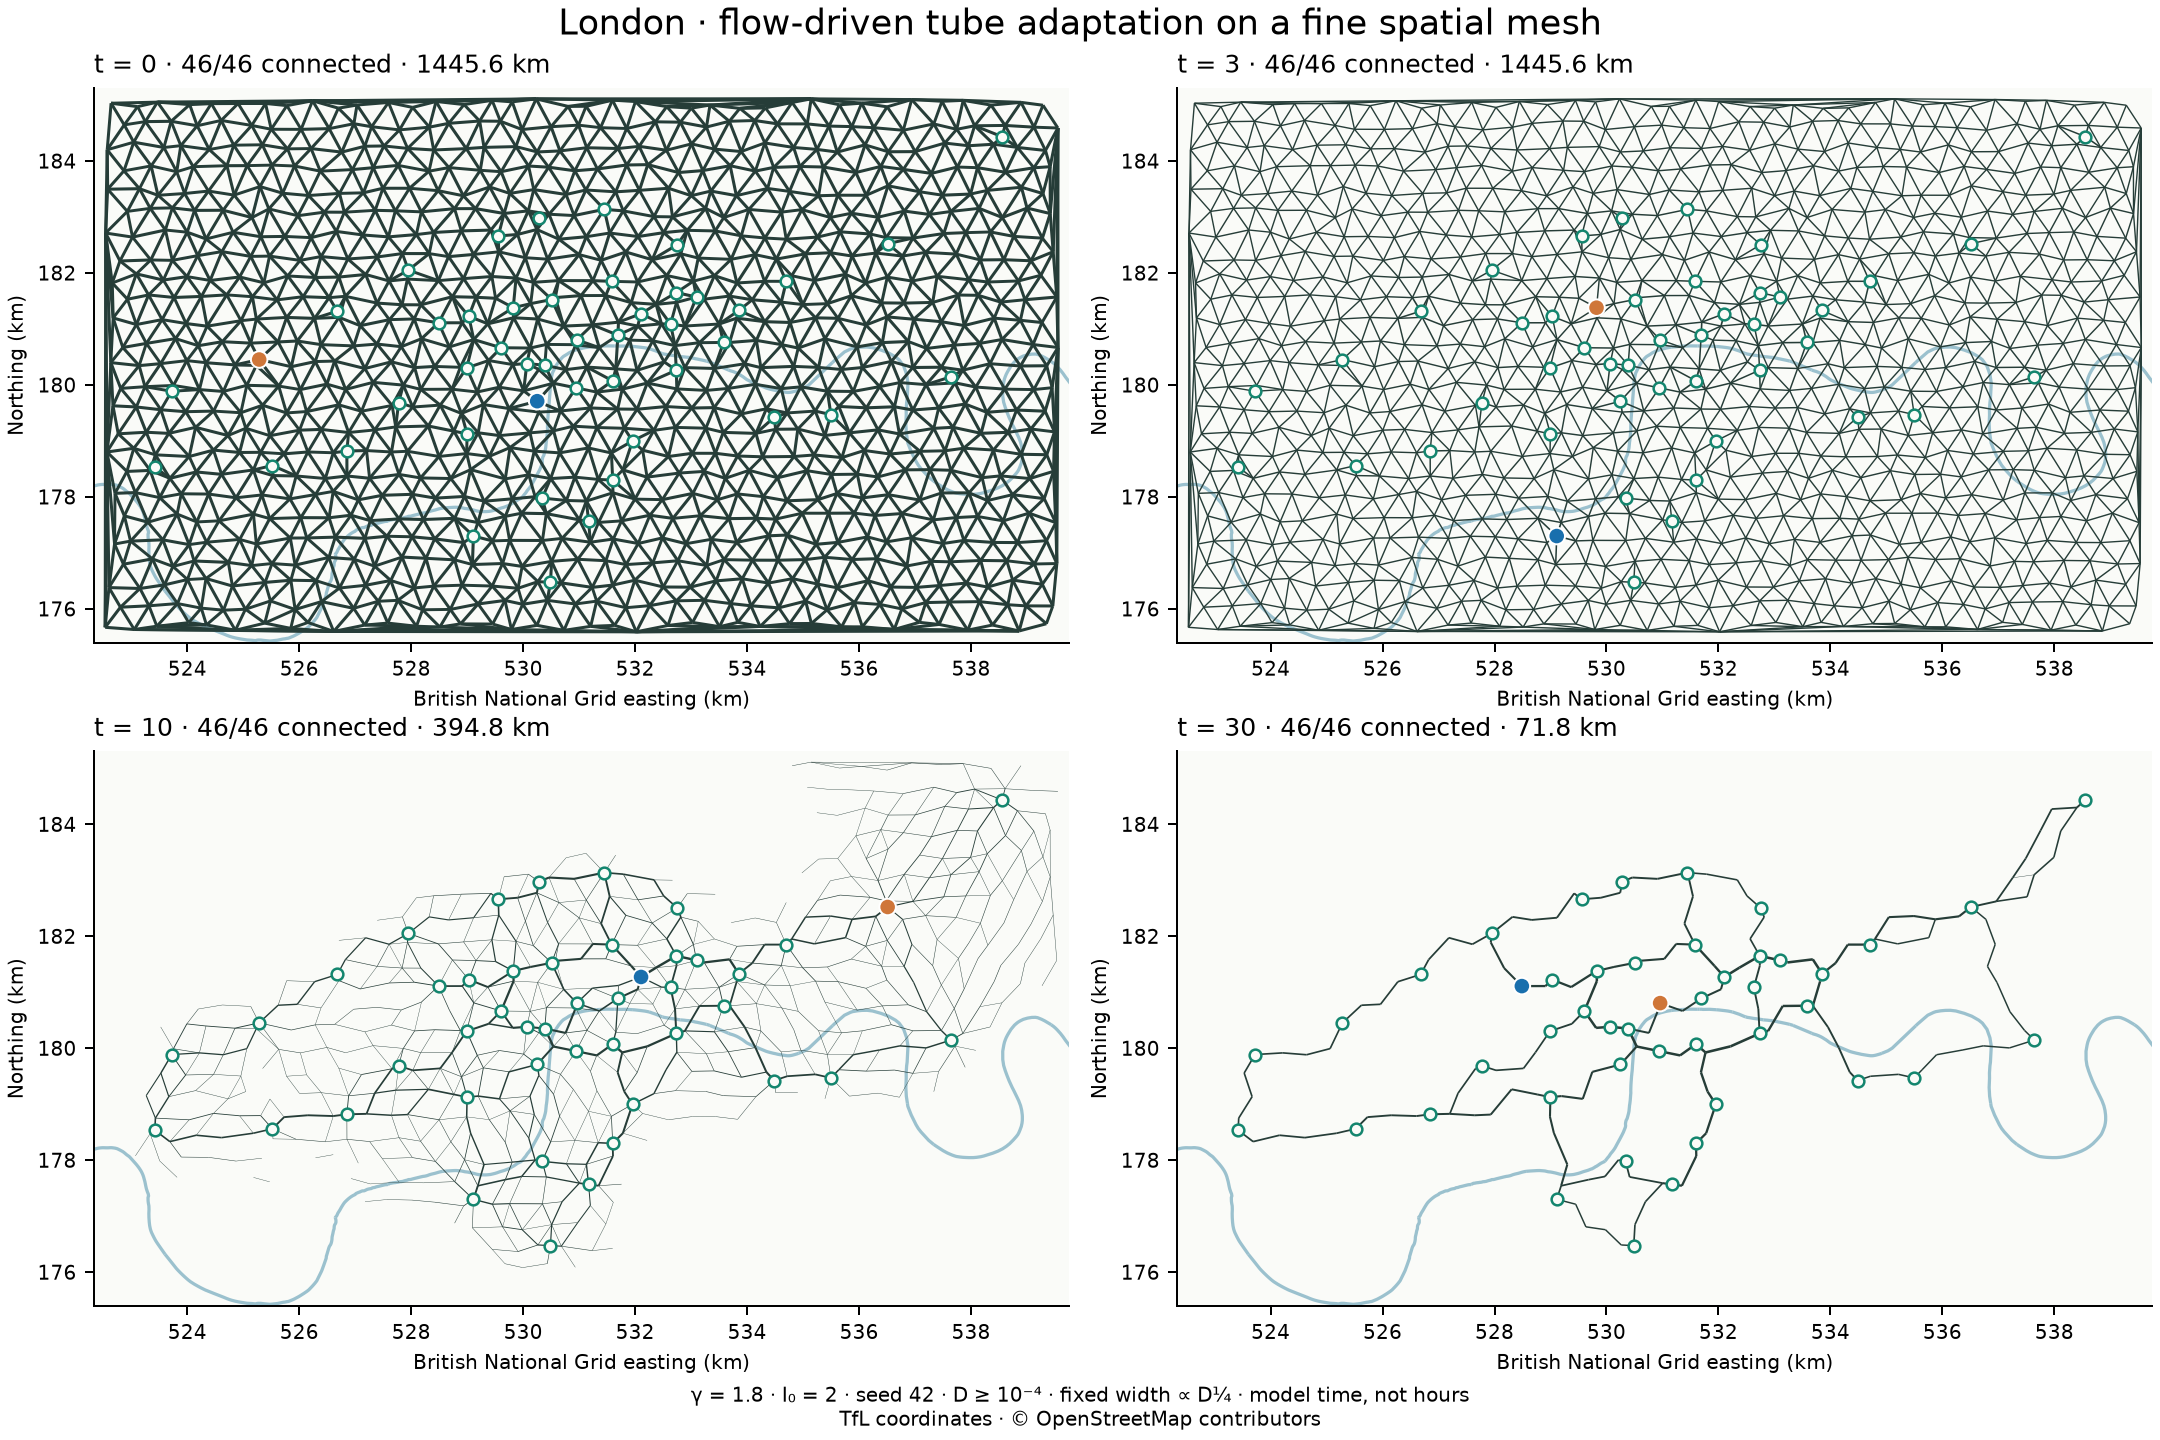 London · flow-driven tube adaptation on a fine spatial mesh
t = 0 · 46/46 connected · 1445.6 km
184
182
180
178
176
Northing (km)
524 526 528 530 532 534 536 538
British National Grid easting (km)
t = 3 · 46/46 connected · 1445.6 km
184
182
180
178
176
Northing (km)
524 526 528 530 532 534 536 538
British National Grid easting (km)
t = 10 · 46/46 connected · 394.8 km
184
182
180
178
176
Northing (km)
524 526 528 530 532 534 536 538
British National Grid easting (km)
t = 30 · 46/46 connected · 71.8 km
184
182
180
178
176
Northing (km)
524 526 528 530 532 534 536 538
British National Grid easting (km)
γ = 1.8 · I₀ = 2 · seed 42 · D ≥ 10⁻⁴ · fixed width ∝ D¼ · model time, not hours
TfL coordinates · © OpenStreetMap contributors